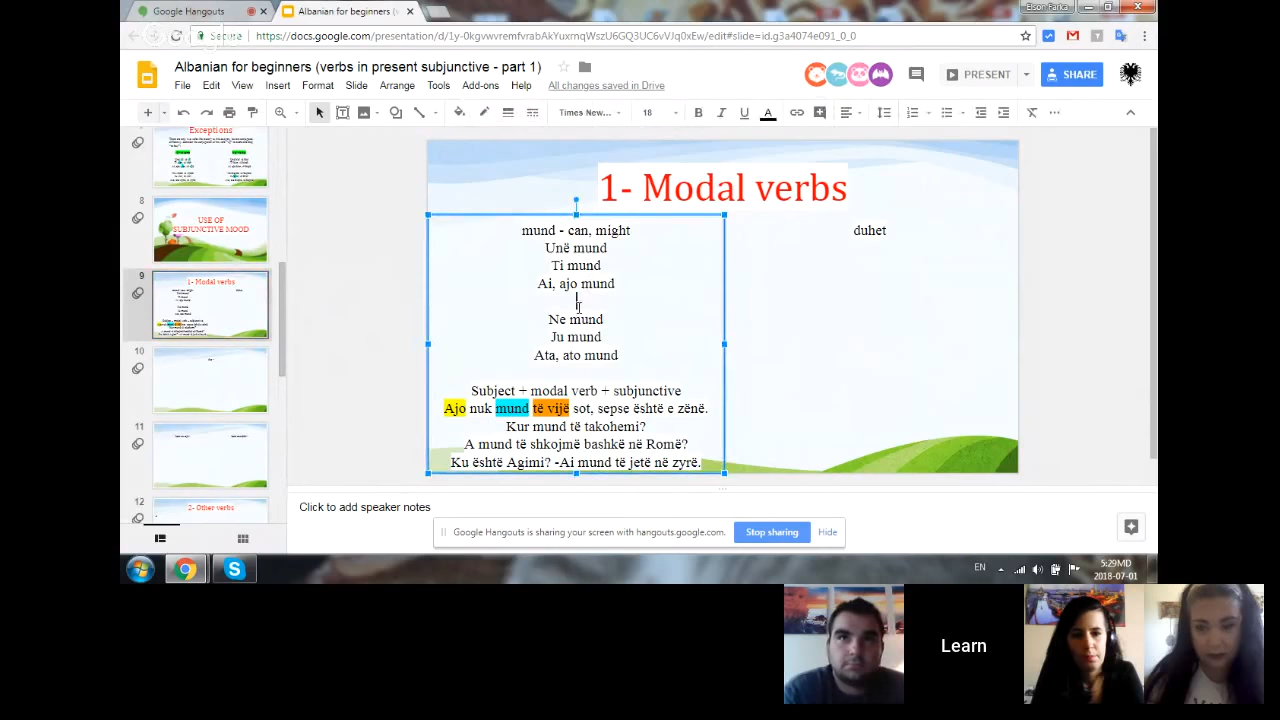 Google Hangouts
Albanian for beginners (v
Elson Farka
Secure
https://docs.google.com/presentation/d/1y-0kgvwvremfvrabAkYuxrnqWszU6GQ3UC6vVJq0xEw/edit#slide=id.g3a4074e091_0_0
Albanian for beginners (verbs in present subjunctive - part 1)
File Edit View Insert Format Slide Arrange Tools Add-ons Help All changes saved in Drive
PRESENT
SHARE
Times New...
18
Exceptions
8
USE OF
SUBJUNCTIVE MOOD
9
1- Modal verbs
10
11
12
2- Other verbs
1- Modal verbs
mund - can, might
Unë mund
Ti mund
Ai, ajo mund
Ne mund
Ju mund
Ata, ato mund
Subject + modal verb + subjunctive
Ajo nuk mund të vijë sot, sepse është e zënë.
Kur mund të takohemi?
A mund të shkojmë bashkë në Romë?
Ku është Agimi? -Ai mund të jetë në zyrë.
duhet
Click to add speaker notes
Google Hangouts is sharing your screen with hangouts.google.com.
Stop sharing
Hide
EN
5:29MD
2018-07-01
Learn